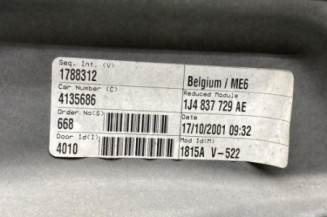 Seq. Int. (V)
1788312
Car Number (C)
4135686
Order No(S)
668
Door Id(I)
4010
Belgium / ME6
Reduced Module
1J4 837 729 AE
Date
17/10/2001 09:32
Mod Id(M)
1815A V-522